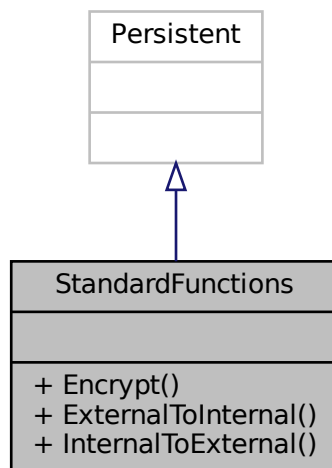 Persistent
StandardFunctions
+ Encrypt()
+ ExternalToInternal()
+ InternalToExternal()